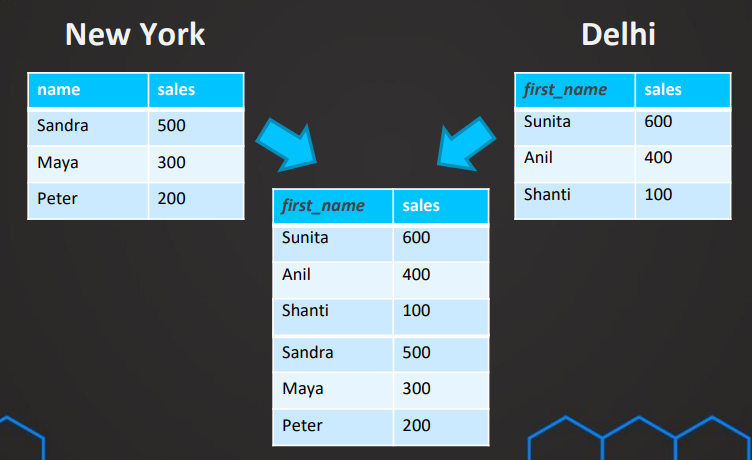 New York
name sales
Sandra 500
Maya 300
Peter 200
Delhi
first_name sales
Sunita 600
Anil 400
Shanti 100
first_name sales
Sunita 600
Anil 400
Shanti 100
Sandra 500
Maya 300
Peter 200